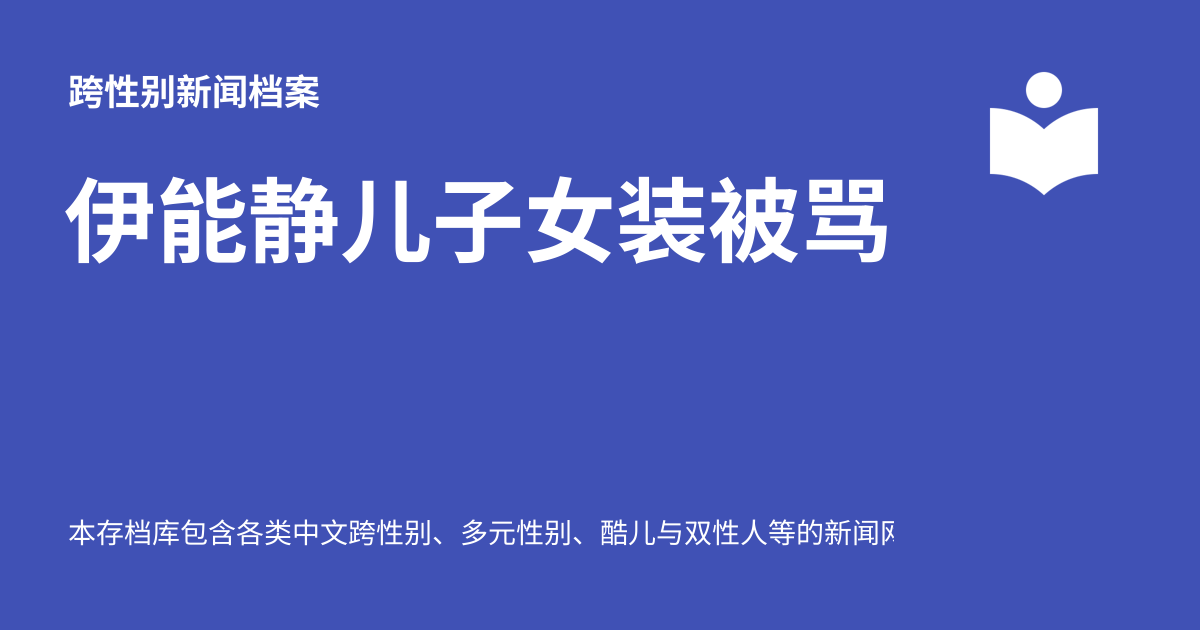 跨性别新闻档案
伊能静儿子女装被骂
本存档库包含各类中文跨性别、多元性别、酷儿与双性人等的新闻